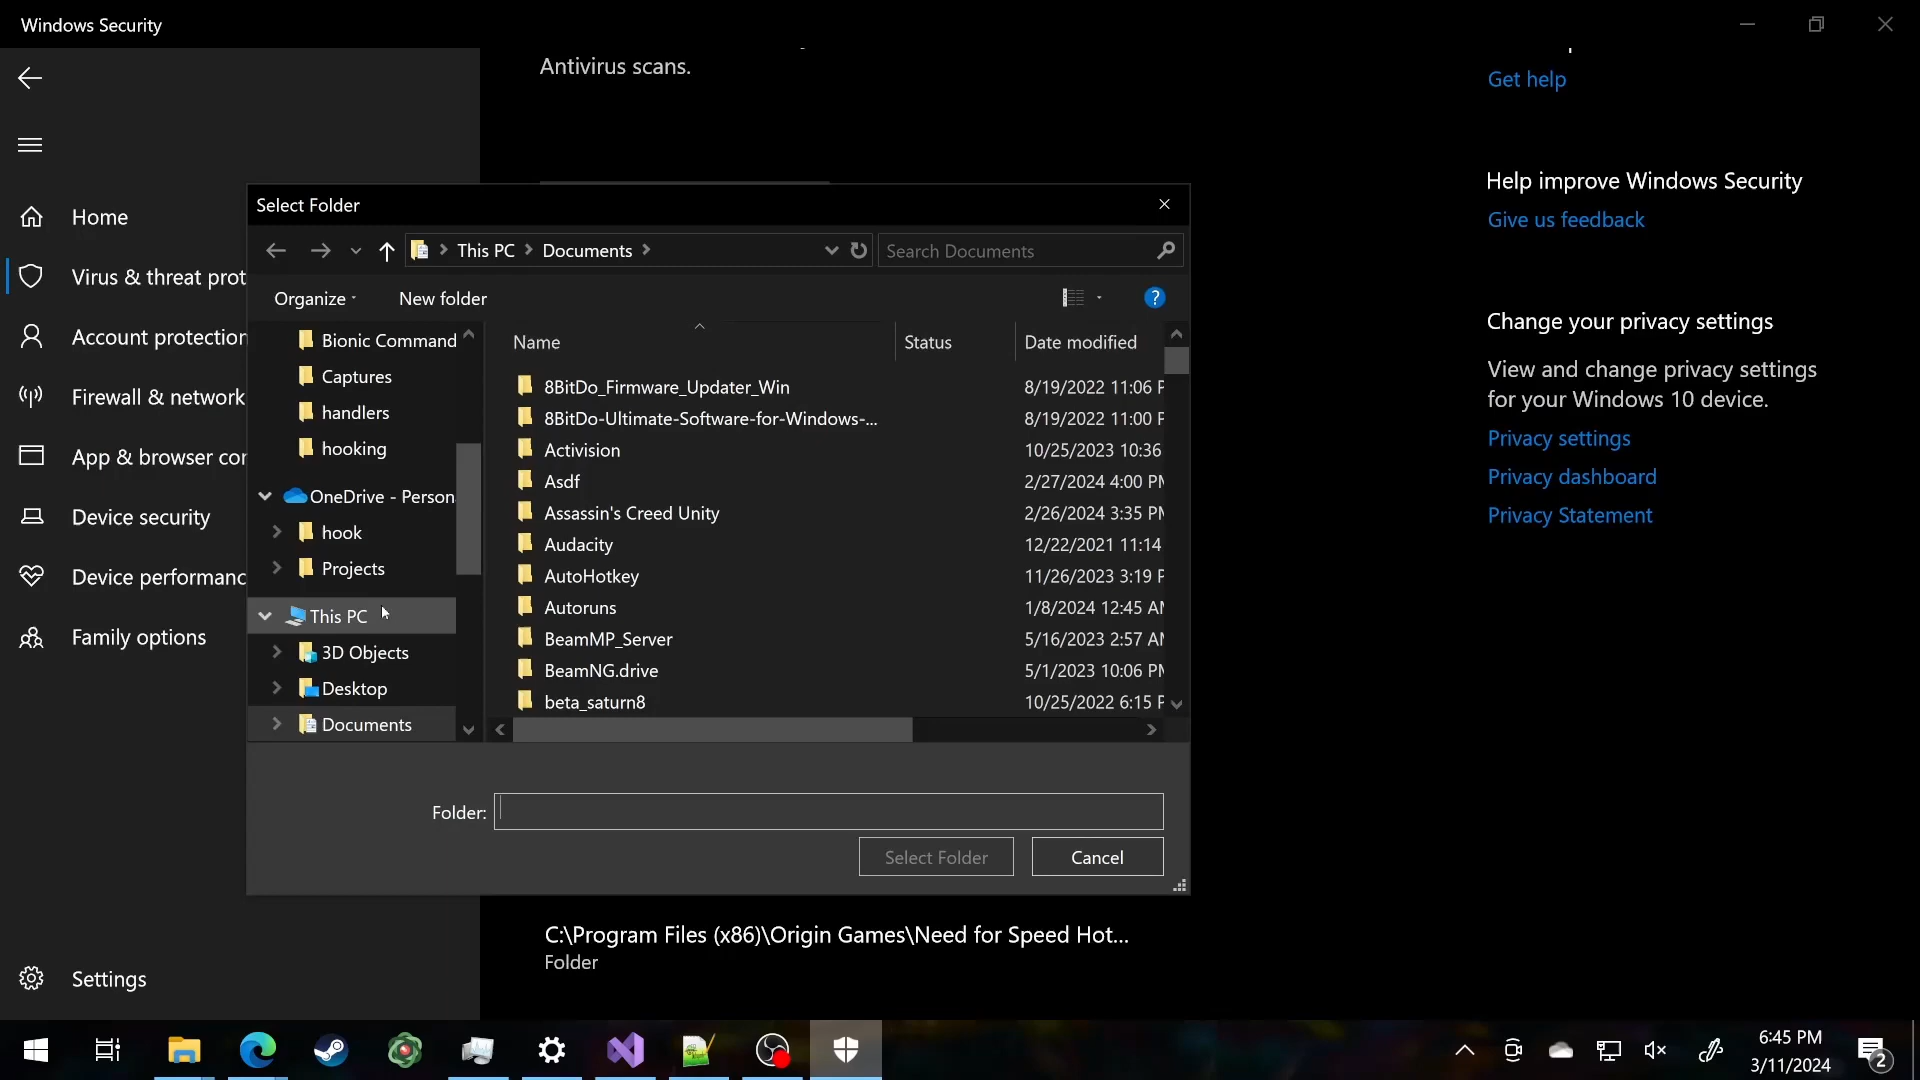 Windows Security
Antivirus scans.
Get help
Help improve Windows Security
Give us feedback
Change your privacy settings
View and change privacy settings
for your Windows 10 device.
Privacy settings
Privacy dashboard
Privacy Statement
Home
Virus & threat prot
Account protection
Firewall & network
App & browser cor
Device security
Device performanc
Family options
Settings
Select Folder
This PC
Documents
Search Documents
Organize
New folder
?
Bionic Command
Captures
handlers
hooking
OneDrive - Person
hook
Projects
This PC
3D Objects
Desktop
Documents
Name Status Date modified
8BitDo_Firmware_Updater_Win 8/19/2022 11:06 P
8BitDo-Ultimate-Software-for-Windows-... 8/19/2022 11:00 P
Activision 10/25/2023 10:36
Asdf 2/27/2024 4:00 PM
Assassin's Creed Unity 2/26/2024 3:35 PM
Audacity 12/22/2021 11:14
AutoHotkey 11/26/2023 3:19 P
Autoruns 1/8/2024 12:45 AM
BeamMP_Server 5/16/2023 2:57 AM
BeamNG.drive 5/1/2023 10:06 PM
beta_saturn8 10/25/2022 6:15 P
Folder:
Select Folder
Cancel
C:\Program Files (x86)\Origin Games\Need for Speed Hot...
Folder
6:45 PM
3/11/2024
2